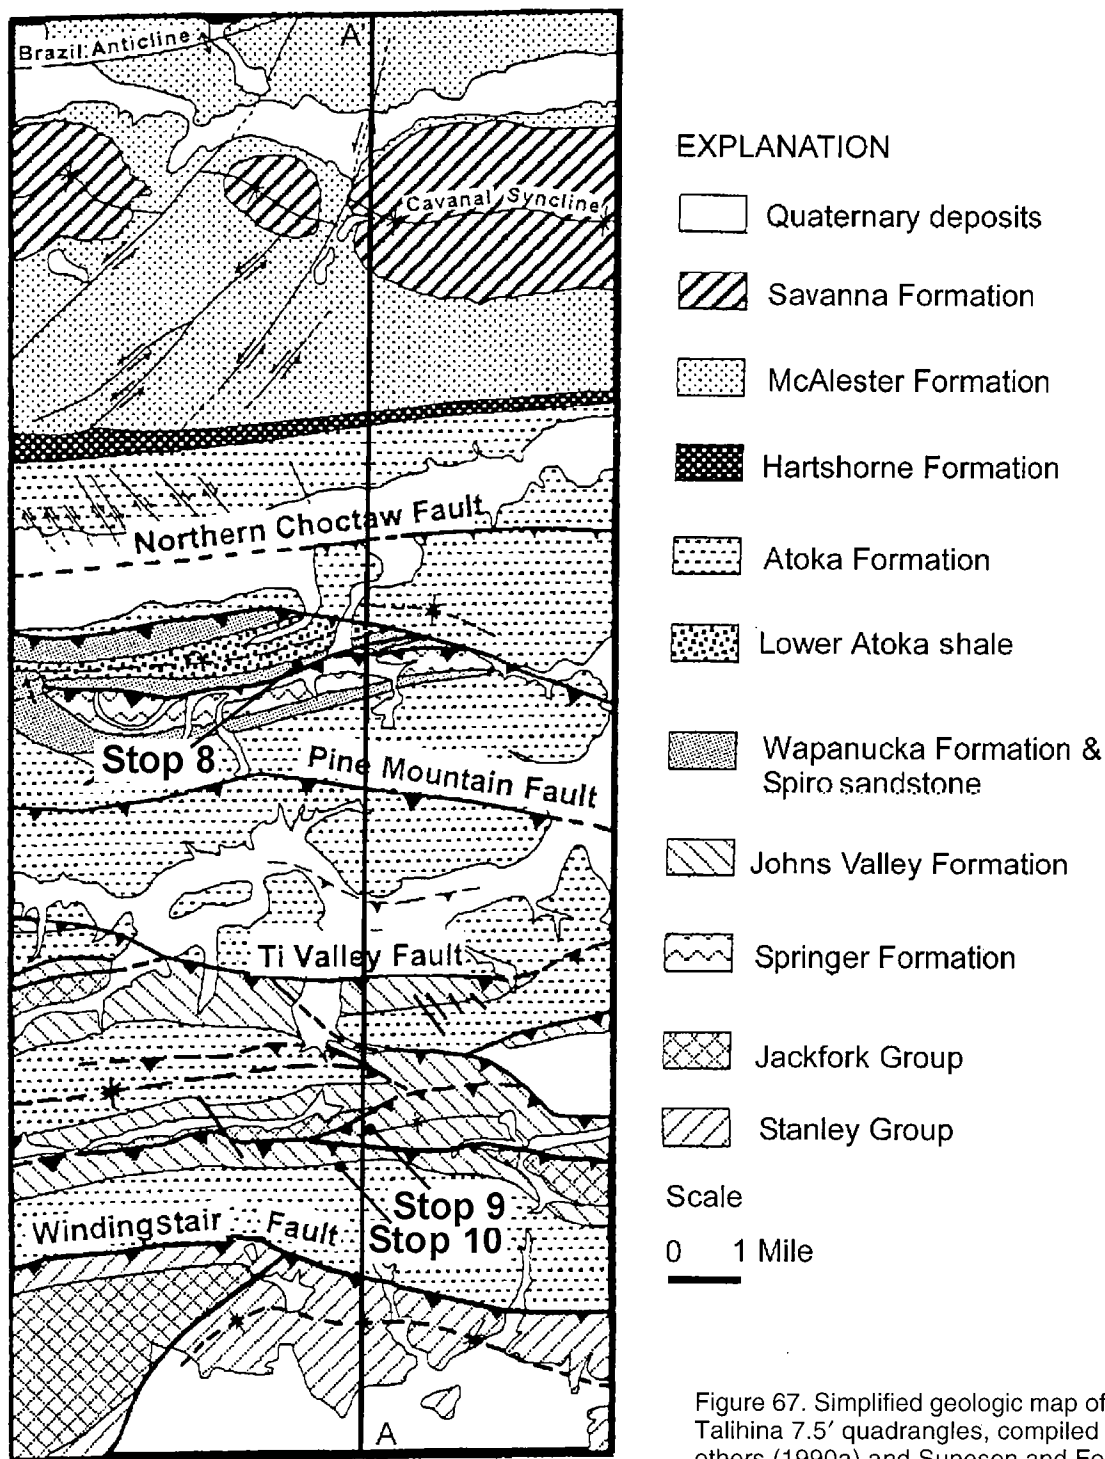 A
Brazil Anticline
Cavanal Syncline
Northern Choctaw Fault
Stop 8
Pine Mountain Fault
Ti Valley Fault
Stop 9
Stop 10
Windingstair Fault
A
EXPLANATION
Quaternary deposits
Savanna Formation
McAlester Formation
Hartshorne Formation
Atoka Formation
Lower Atoka shale
Wapanucka Formation &
Spiro sandstone
Johns Valley Formation
Springer Formation
Jackfork Group
Stanley Group
Scale
0 1 Mile
Figure 67. Simplified geologic map of
Talihina 7.5′ quadrangles, compiled
others (1990a) and Suneson and Fe